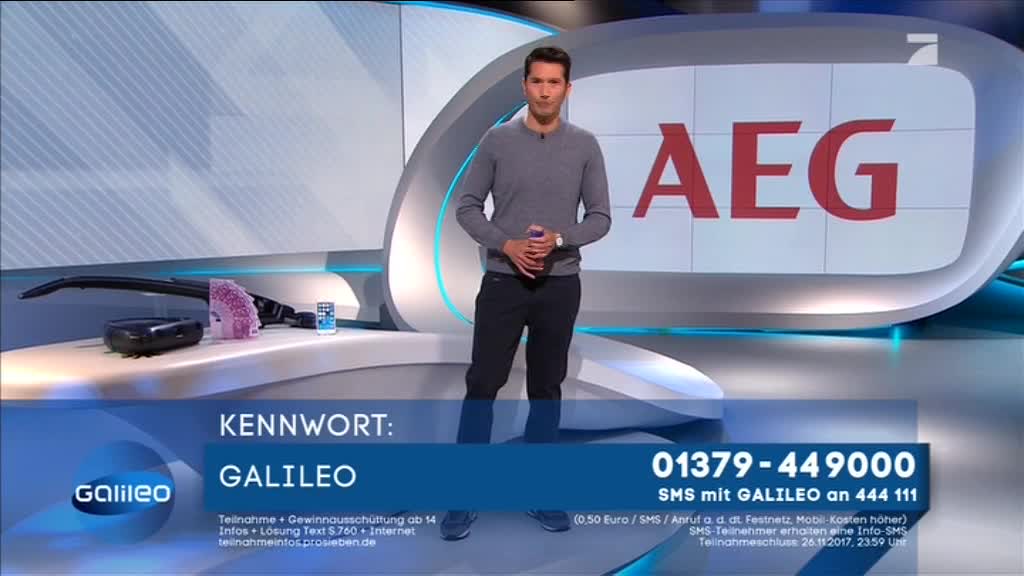 AEG
KENNWORT:
GALILEO
01379-449000
SMS mit GALILEO an 444 111
Galileo
Teilnahme + Gewinnausschüttung ab 14
Infos + Lösung Text S.760 + Internet
teilnahmeinfos.prosieben.de
(0,50 Euro / SMS / Anruf a. d. dt. Festnetz, Mobil-Kosten höher)
SMS-Teilnehmer erhalten eine Info-SMS
Teilnahmeschluss: 26.11.2017, 23:59 Uhr